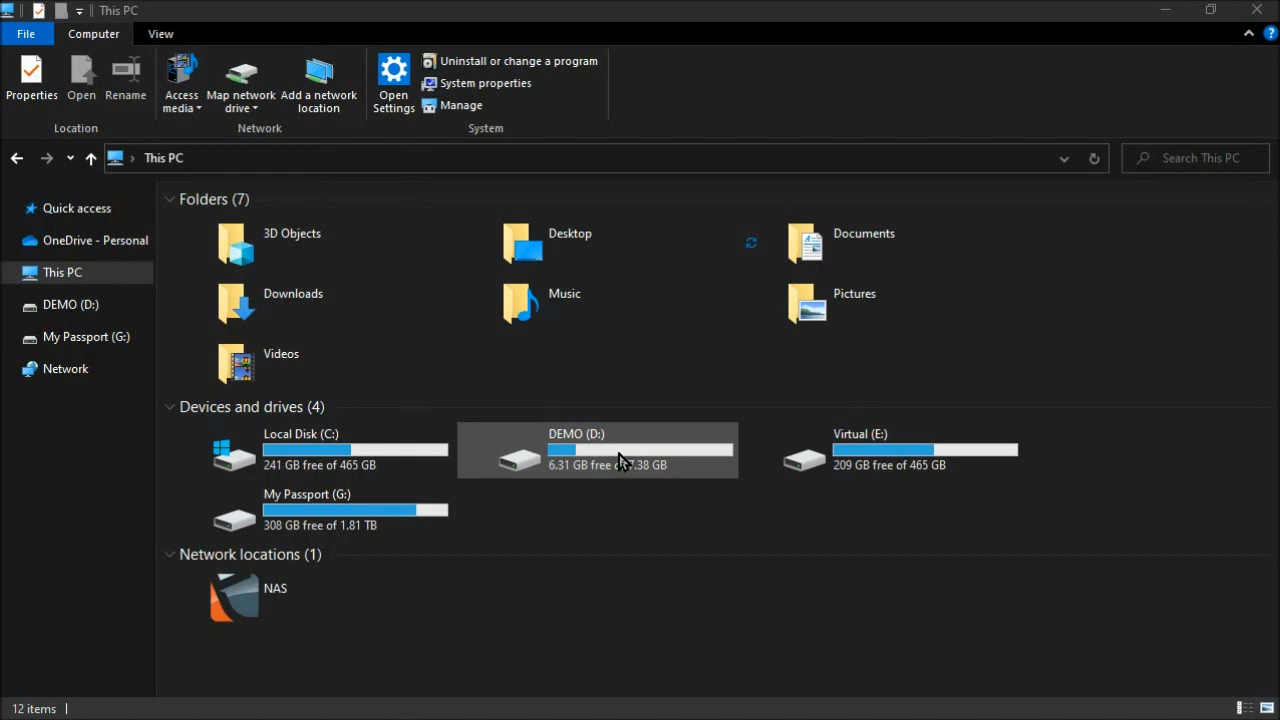 This PC
File
Computer
View
Properties
Open
Rename
Access media
Map network drive
Add a network location
Open Settings
Uninstall or change a program
System properties
Manage
Location
Network
System
This PC
Search This PC
Quick access
OneDrive - Personal
This PC
DEMO (D:)
My Passport (G:)
Network
Folders (7)
3D Objects
Desktop
Documents
Downloads
Music
Pictures
Videos
Devices and drives (4)
Local Disk (C:)
241 GB free of 465 GB
DEMO (D:)
6.31 GB free of 7.38 GB
Virtual (E:)
209 GB free of 465 GB
My Passport (G:)
308 GB free of 1.81 TB
Network locations (1)
NAS
12 items